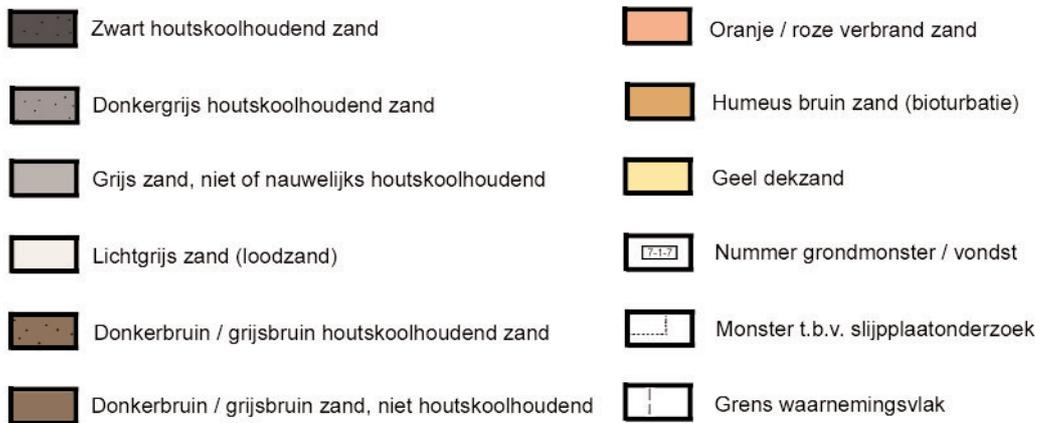 Zwart houtskoolhoudend zand
Donkergrijs houtskoolhoudend zand
Grijs zand, niet of nauwelijks houtskoolhoudend
Lichtgrijs zand (loodzand)
Donkerbruin / grijsbruin houtskoolhoudend zand
Donkerbruin / grijsbruin zand, niet houtskoolhoudend
Oranje / roze verbrand zand
Humeus bruin zand (bioturbatie)
Geel dekzand
7-1-7 Nummer grondmonster / vondst
Monster t.b.v. slijpplaatonderzoek
Grens waarnemingsvlak